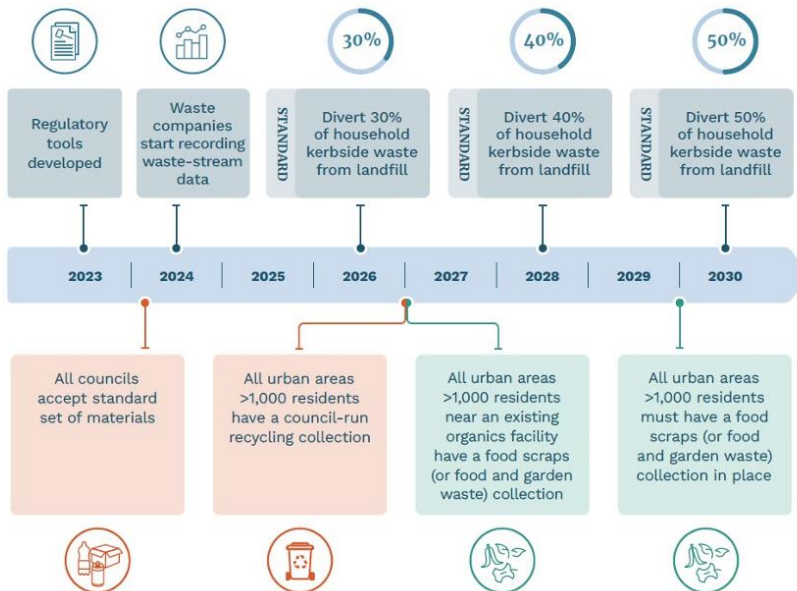 30%
40%
50%
Regulatory
tools
developed
Waste
companies
start recording
waste-stream
data
STANDARD
Divert 30%
of household
kerbside waste
from landfill
STANDARD
Divert 40%
of household
kerbside waste
from landfill
STANDARD
Divert 50%
of household
kerbside waste
from landfill
2023
2024
2025
2026
2027
2028
2029
2030
All councils
accept standard
set of materials
All urban areas
>1,000 residents
have a council-run
recycling collection
All urban areas
>1,000 residents
near an existing
organics facility
have a food scraps
(or food and garden
waste) collection
All urban areas
>1,000 residents
must have a food
scraps (or food
and garden waste)
collection in place